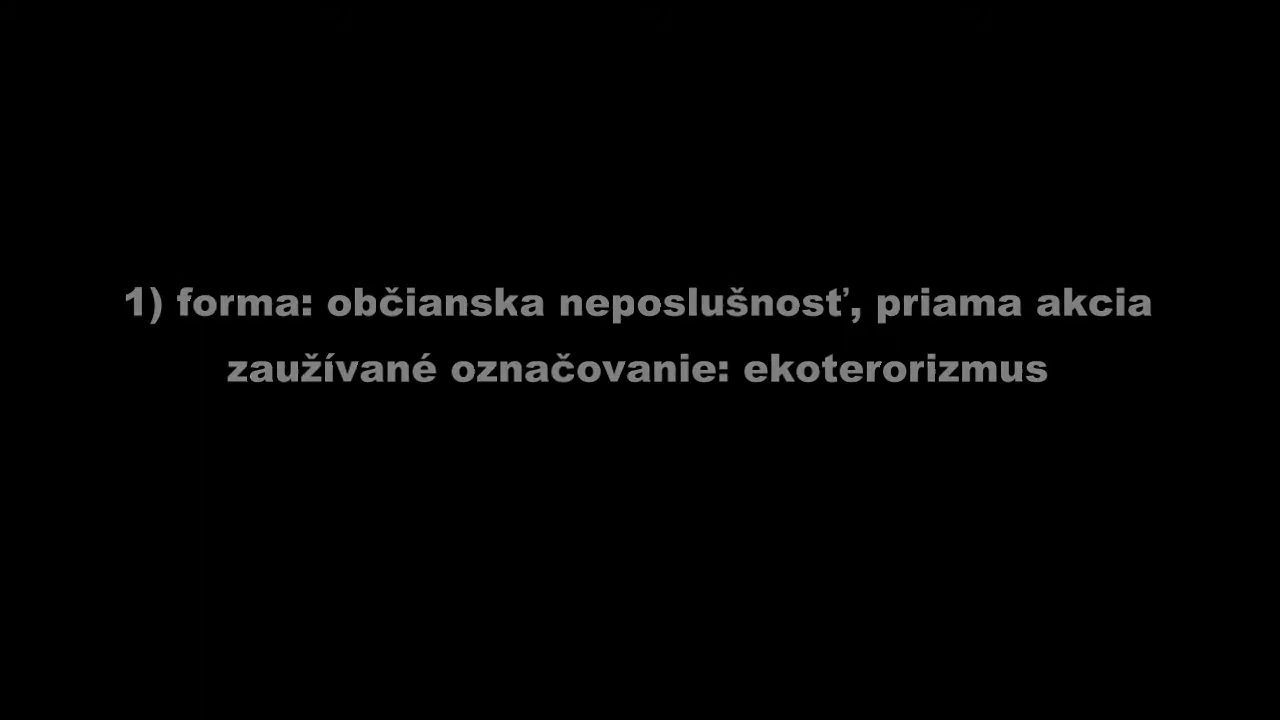 1) forma: občianska neposlušnosť, priama akcia
zaužívané označovanie: ekoterorizmus